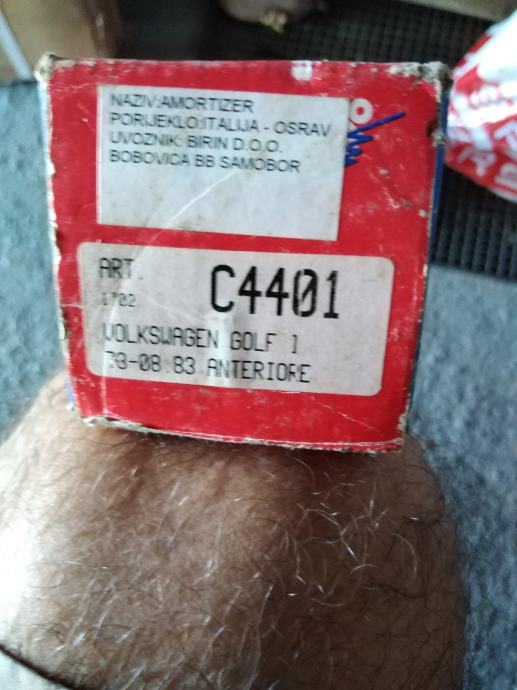 NAZIV:AMORTIZER
PORIJEKLO:ITALIJA - OSRAV
UVOZNIK: BIRIN D.O.O.
BOBOVICA BB SAMOBOR
ART. C4401
1702
VOLKSWAGEN GOLF 1
08.83 ANTERIORE